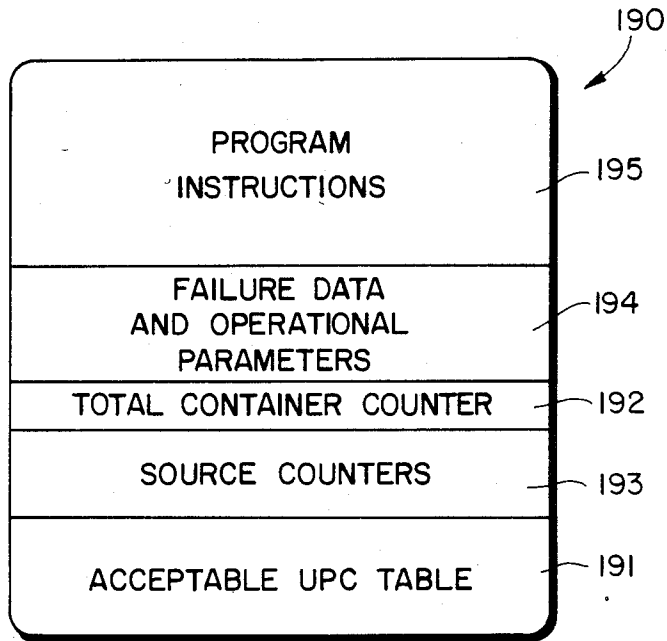 190
PROGRAM
INSTRUCTIONS
195
FAILURE DATA
AND OPERATIONAL
PARAMETERS
194
TOTAL CONTAINER COUNTER
192
SOURCE COUNTERS
193
ACCEPTABLE UPC TABLE
191